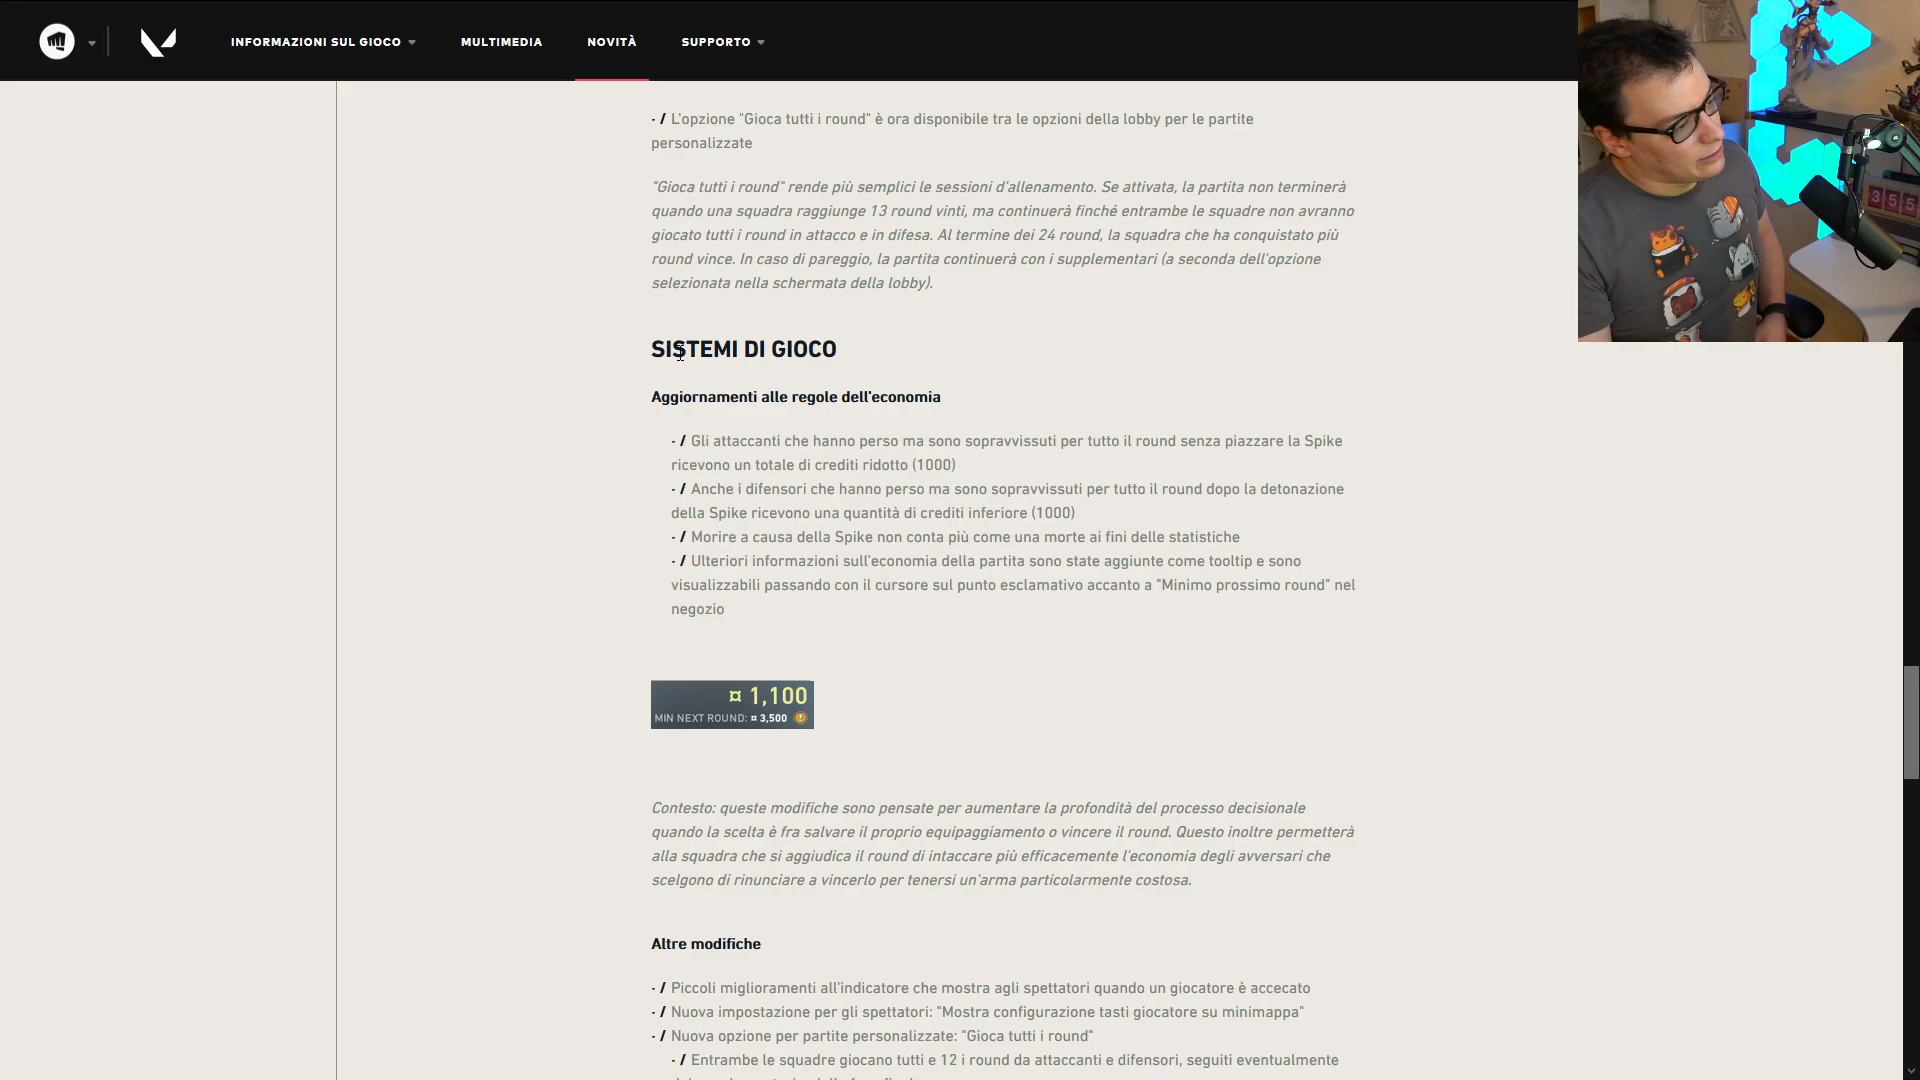 INFORMAZIONI SUL GIOCO
MULTIMEDIA
NOVITÀ
SUPPORTO
- / L'opzione "Gioca tutti i round" è ora disponibile tra le opzioni della lobby per le partite
personalizzate
"Gioca tutti i round" rende più semplici le sessioni d'allenamento. Se attivata, la partita non terminerà
quando una squadra raggiunge 13 round vinti, ma continuerà finché entrambe le squadre non avranno
giocato tutti i round in attacco e in difesa. Al termine dei 24 round, la squadra che ha conquistato più
round vince. In caso di pareggio, la partita continuerà con i supplementari (a seconda dell'opzione
selezionata nella schermata della lobby).
SISTEMI DI GIOCO
Aggiornamenti alle regole dell'economia
- / Gli attaccanti che hanno perso ma sono sopravvissuti per tutto il round senza piazzare la Spike
ricevono un totale di crediti ridotto (1000)
- / Anche i difensori che hanno perso ma sono sopravvissuti per tutto il round dopo la detonazione
della Spike ricevono una quantità di crediti inferiore (1000)
- / Morire a causa della Spike non conta più come una morte ai fini delle statistiche
- / Ulteriori informazioni sull'economia della partita sono state aggiunte come tooltip e sono
visualizzabili passando con il cursore sul punto esclamativo accanto a "Minimo prossimo round" nel
negozio
¤ 1,100
MIN NEXT ROUND: ¤ 3,500 !
Contesto: queste modifiche sono pensate per aumentare la profondità del processo decisionale
quando la scelta è fra salvare il proprio equipaggiamento o vincere il round. Questo inoltre permetterà
alla squadra che si aggiudica il round di intaccare più efficacemente l'economia degli avversari che
scelgono di rinunciare a vincerlo per tenersi un'arma particolarmente costosa.
Altre modifiche
- / Piccoli miglioramenti all'indicatore che mostra agli spettatori quando un giocatore è accecato
- / Nuova impostazione per gli spettatori: "Mostra configurazione tasti giocatore su minimappa"
- / Nuova opzione per partite personalizzate: "Gioca tutti i round"
- / Entrambe le squadre giocano tutti e 12 i round da attaccanti e difensori, seguiti eventualmente